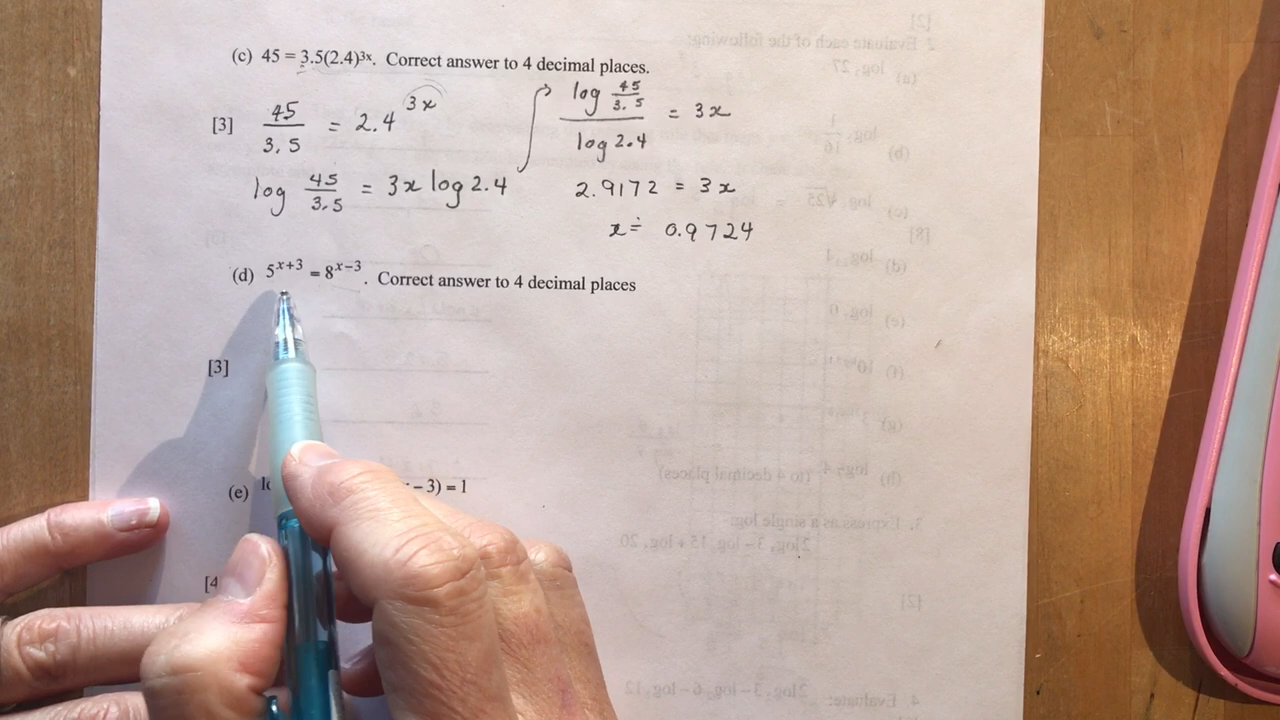 (c) 45 = 3.5(2.4)^3x. Correct answer to 4 decimal places.
[3] 45/3.5 = 2.4^3x
log 45/3.5 = 3x log 2.4
log 45/3.5 / log 2.4 = 3x
2.9172 = 3x
x ≐ 0.9724
(d) 5^x+3 = 8^x−3. Correct answer to 4 decimal places
[3]
(e) − 3) = 1
[4